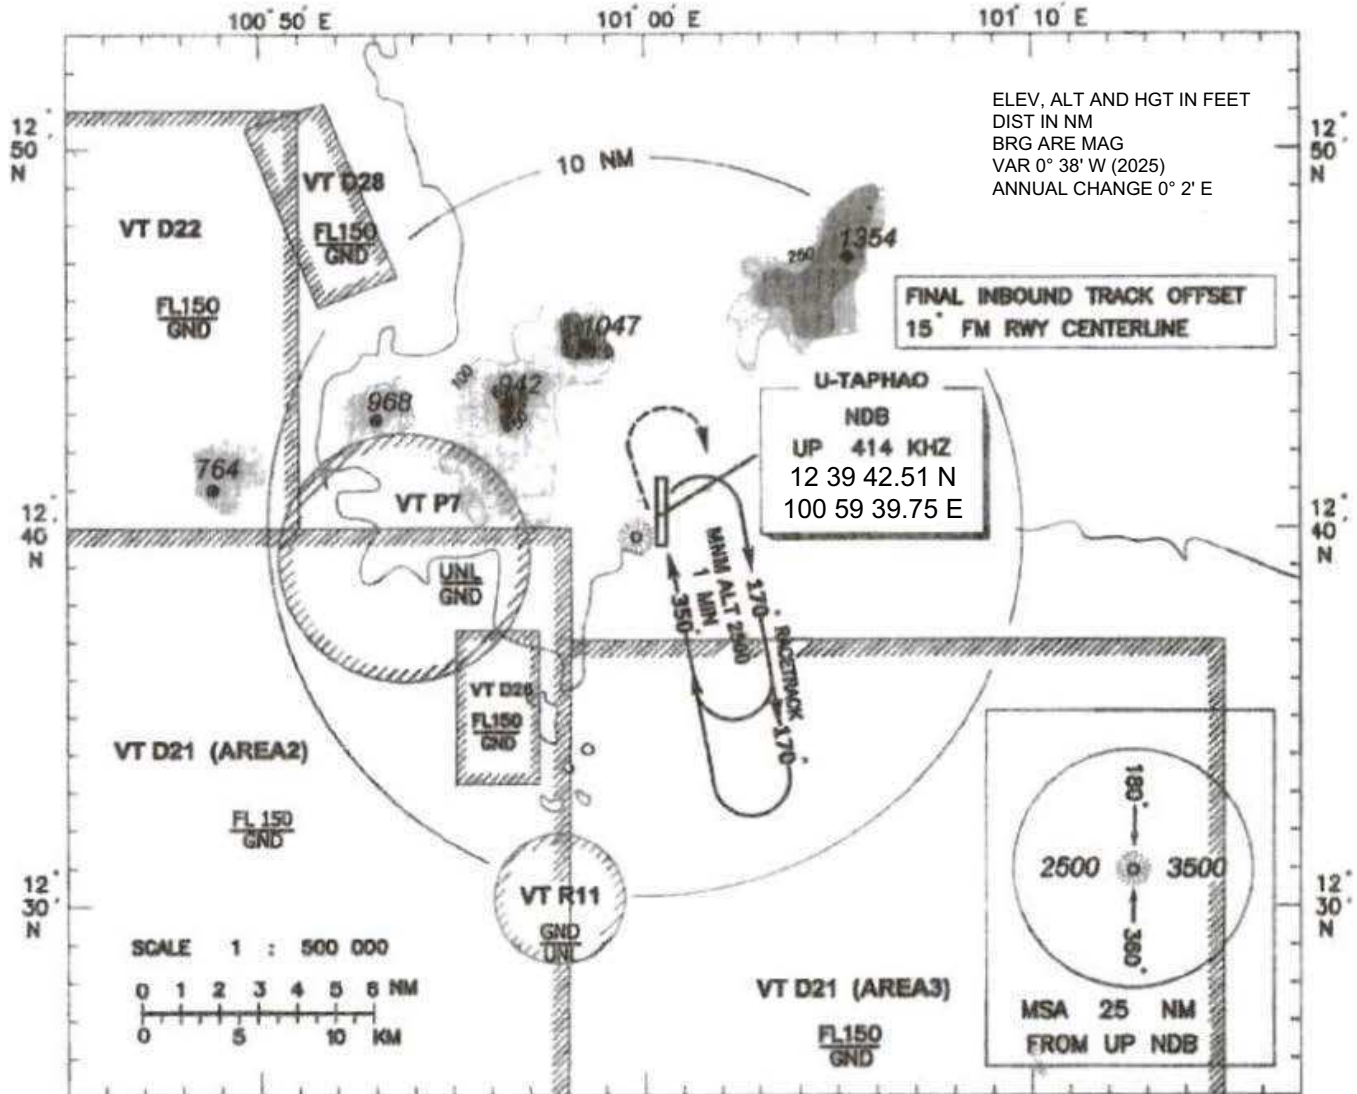 100° 50' E
101° 00' E
101° 10' E
ELEV, ALT AND HGT IN FEET
DIST IN NM
BRG ARE MAG
VAR 0° 38' W (2025)
ANNUAL CHANGE 0° 2' E
12°
50'
N
12°
50'
N
10 NM
VT D28
FL150
GND
VT D22
FL150
GND
1354
250
FINAL INBOUND TRACK OFFSET
15° FM RWY CENTERLINE
1047
100
942
968
764
U-TAPHAO
NDB
UP 414 KHZ
12 39 42.51 N
100 59 39.75 E
VT P7
UNL
GND
12°
40'
N
12°
40'
N
MNM ALT 2500
1 MIN
170°
350°
RACETRACK
170°
VT D26
FL150
GND
VT D21 (AREA2)
FL 150
GND
180°
2500
3500
360°
MSA 25 NM
FROM UP NDB
VT R11
GND
UNL
12°
30'
N
12°
30'
N
SCALE 1 : 500 000
0 1 2 3 4 5 6 NM
0 5 10 KM
VT D21 (AREA3)
FL150
GND